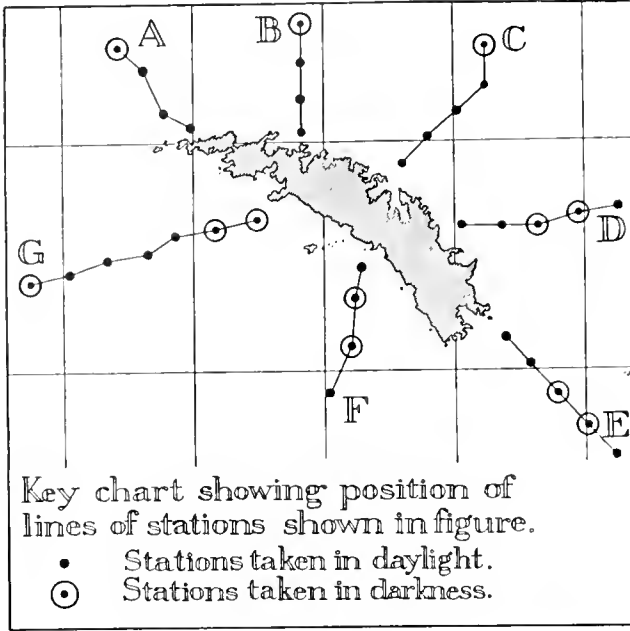 A
B
C
D
G
F
E
Key chart showing position of
lines of stations shown in figure.
Stations taken in daylight.
Stations taken in darkness.